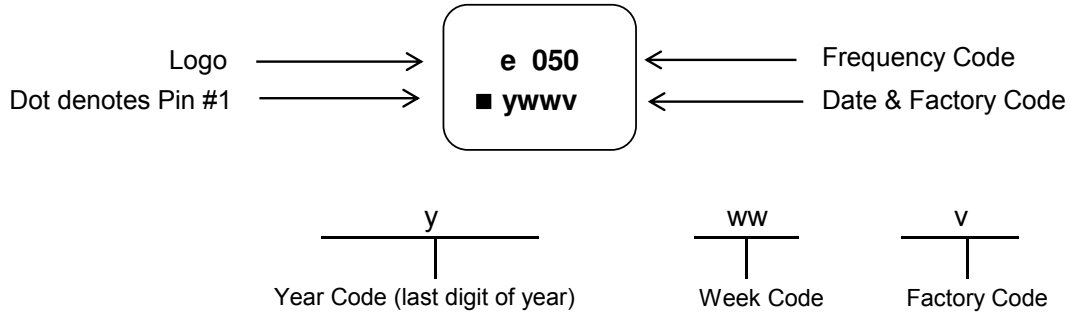 Logo e 050 Frequency Code
Dot denotes Pin #1 ■ ywwv Date & Factory Code
y ww v
Year Code (last digit of year) Week Code Factory Code